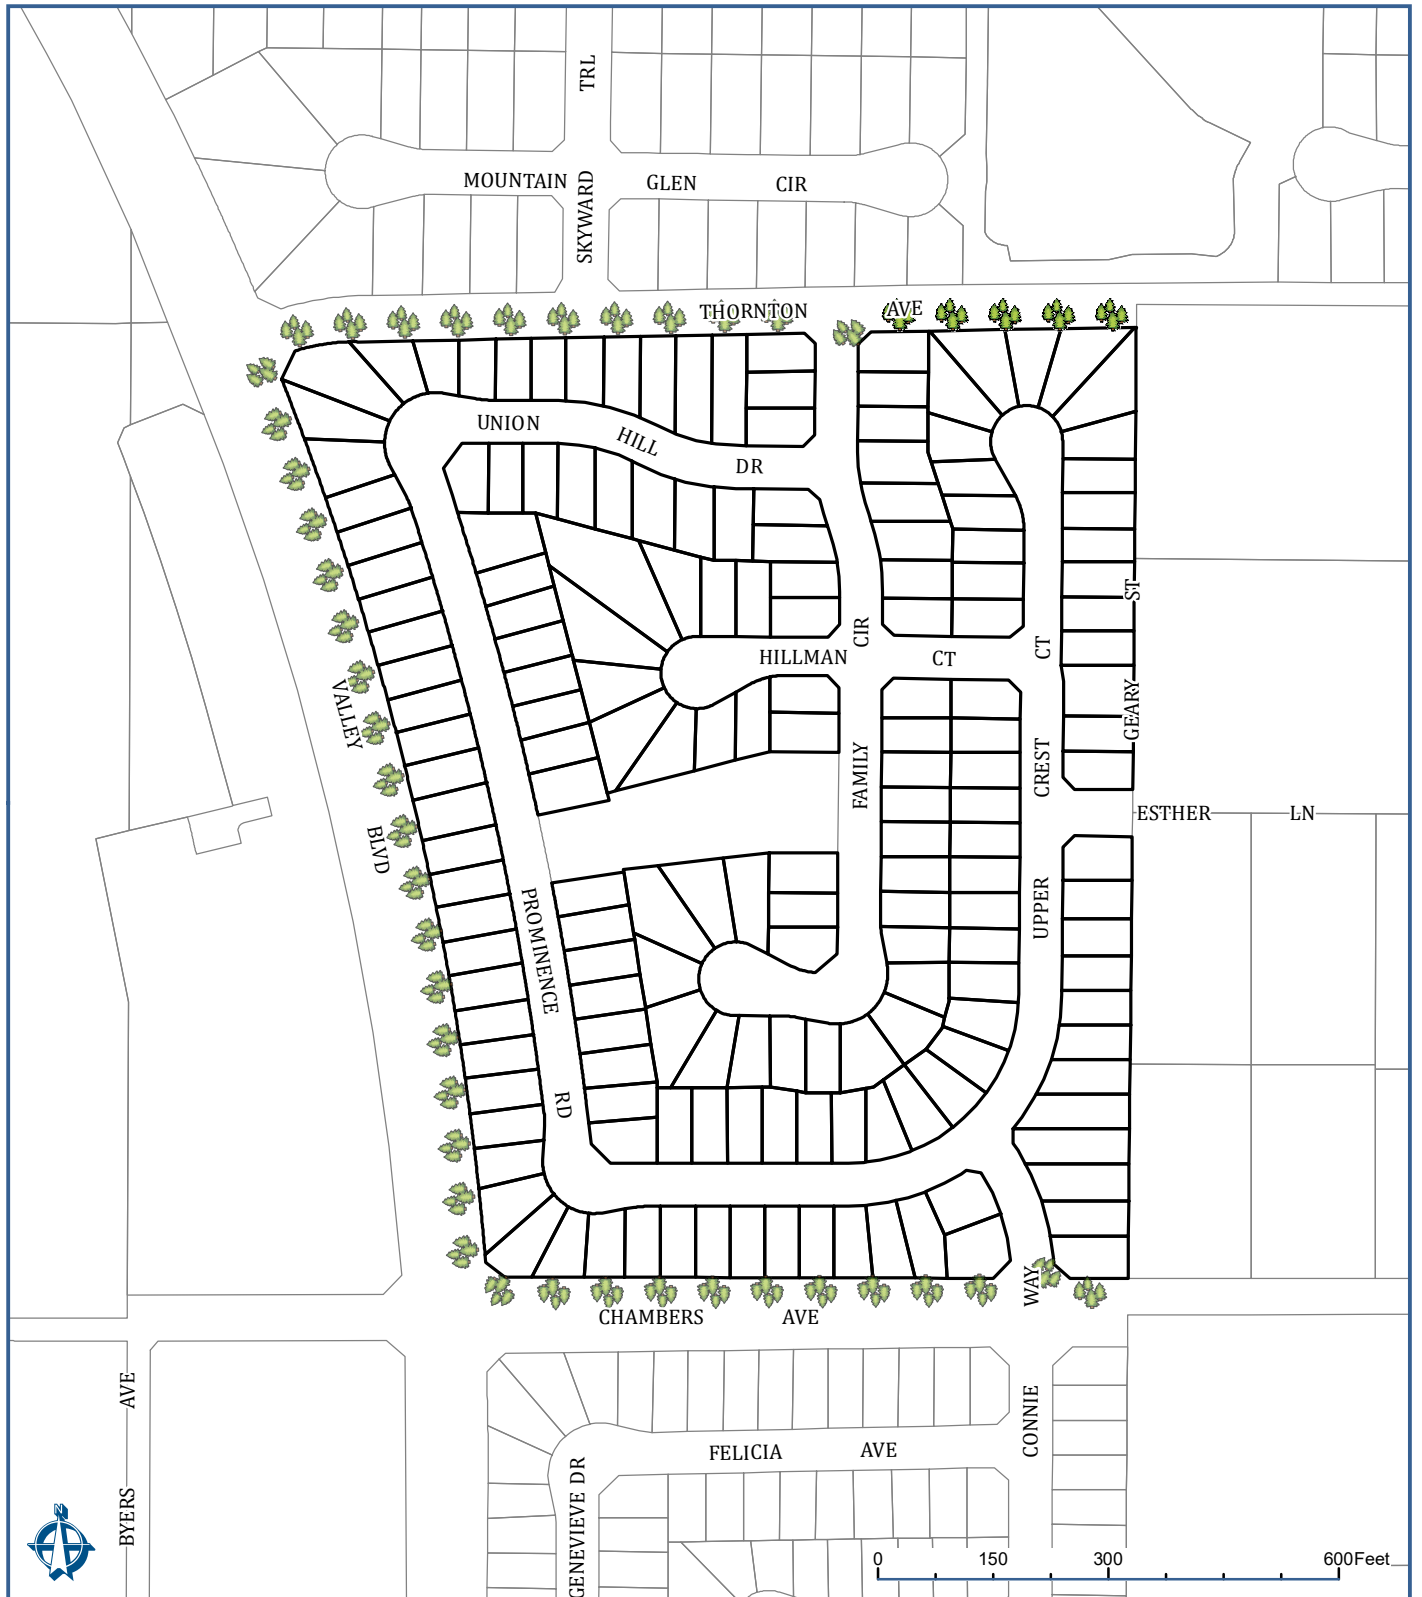 TRL
MOUNTAIN GLEN CIR
SKYWARD
THORNTON AVE
UNION HILL DR
ST
CIR
HILLMAN CT
CT
VALLEY
GEARY
FAMILY
CREST
ESTHER LN
BLVD
PROMINENCE
UPPER
RD
WAY
CHAMBERS AVE
AVE
CONNIE
FELICIA AVE
BYERS
GENEVIEVE DR
N
0 150 300 600Feet